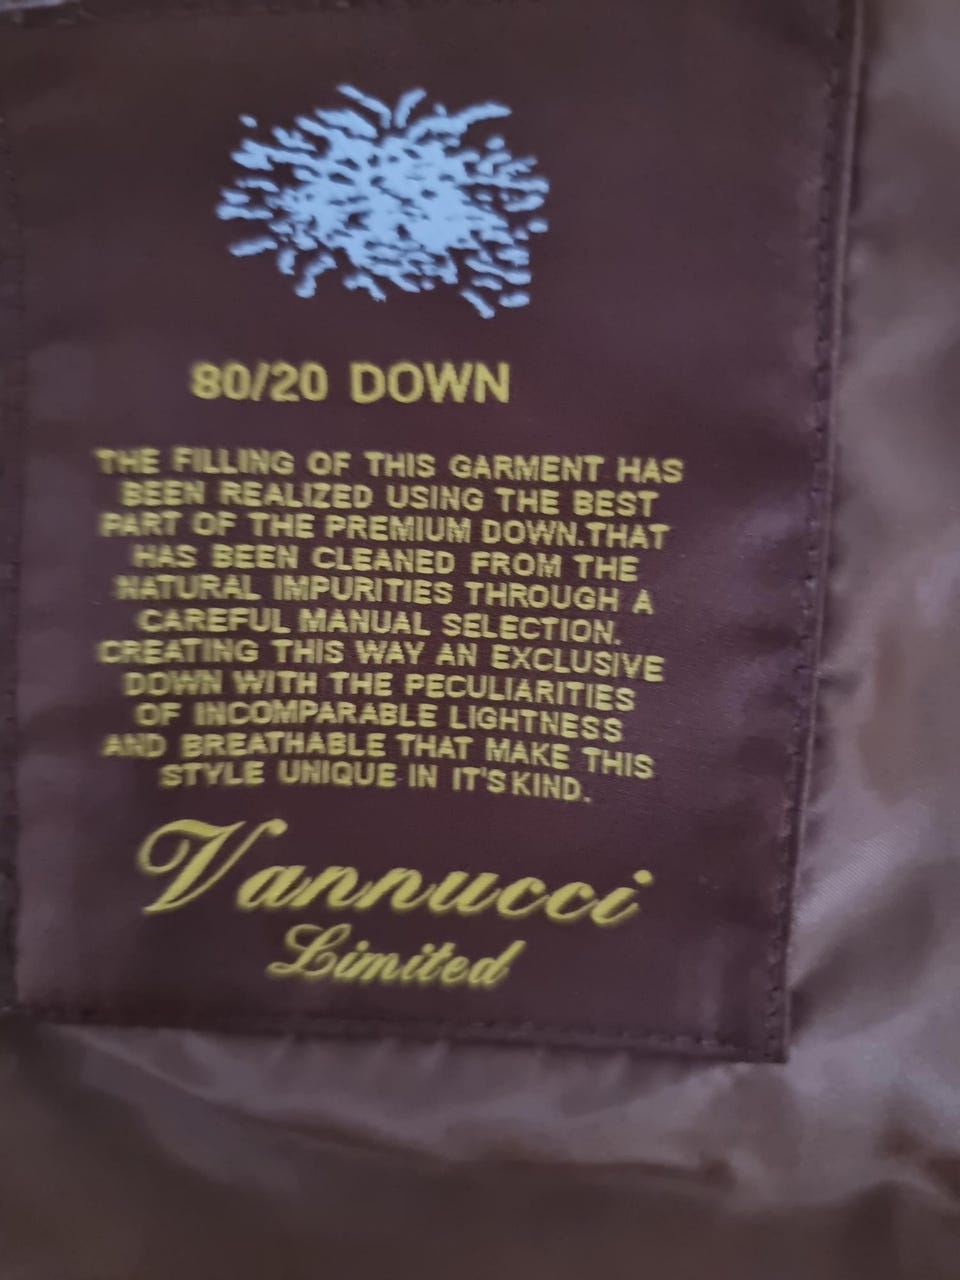 80/20 DOWN
THE FILLING OF THIS GARMENT HAS
BEEN REALIZED USING THE BEST
PART OF THE PREMIUM DOWN.THAT
HAS BEEN CLEANED FROM THE
NATURAL IMPURITIES THROUGH A
CAREFUL MANUAL SELECTION.
CREATING THIS WAY AN EXCLUSIVE
DOWN WITH THE PECULIARITIES
OF INCOMPARABLE LIGHTNESS
AND BREATHABLE THAT MAKE THIS
STYLE UNIQUE IN IT'S KIND.
Vannucci
Limited